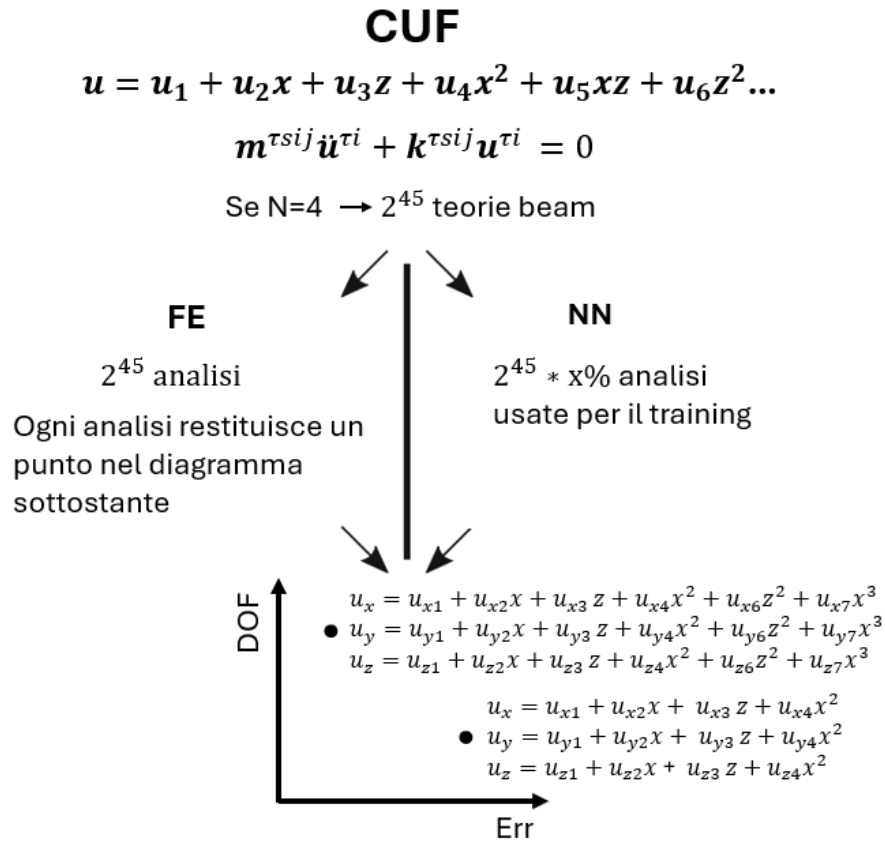 CUF
u = u₁ + u₂x + u₃z + u₄x² + u₅xz + u₆z²...
m^{τsij}ü^{τi} + k^{τsij}u^{τi} = 0
Se N=4 → 2⁴⁵ teorie beam
FE
2⁴⁵ analisi
Ogni analisi restituisce un
punto nel diagramma
sottostante
NN
2⁴⁵ * x% analisi
usate per il training
DOF
u_x = u_{x1} + u_{x2}x + u_{x3} z + u_{x4}x² + u_{x6}z² + u_{x7}x³
u_y = u_{y1} + u_{y2}x + u_{y3} z + u_{y4}x² + u_{y6}z² + u_{y7}x³
u_z = u_{z1} + u_{z2}x + u_{z3} z + u_{z4}x² + u_{z6}z² + u_{z7}x³
u_x = u_{x1} + u_{x2}x + u_{x3} z + u_{x4}x²
u_y = u_{y1} + u_{y2}x + u_{y3} z + u_{y4}x²
u_z = u_{z1} + u_{z2}x + u_{z3} z + u_{z4}x²
Err